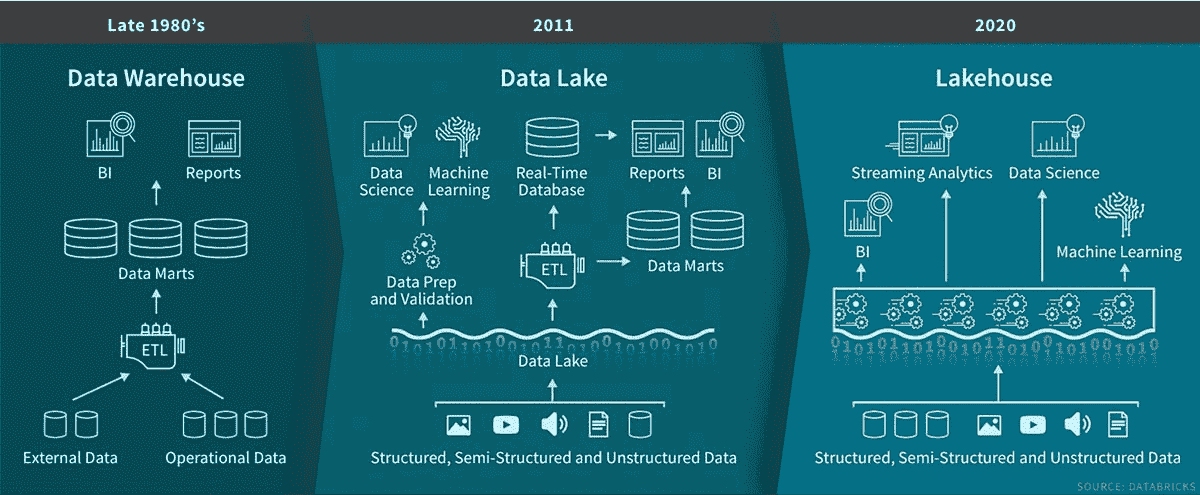 Late 1980's
Data Warehouse
BI
Reports
Data Marts
ETL
External Data
Operational Data
2011
Data Lake
Data
Science
Machine
Learning
Real-Time
Database
Reports
BI
Data Prep
and Validation
ETL
Data Marts
Data Lake
Structured, Semi-Structured and Unstructured Data
2020
Lakehouse
Streaming Analytics
Data Science
BI
Machine Learning
Structured, Semi-Structured and Unstructured Data
SOURCE: DATABRICKS